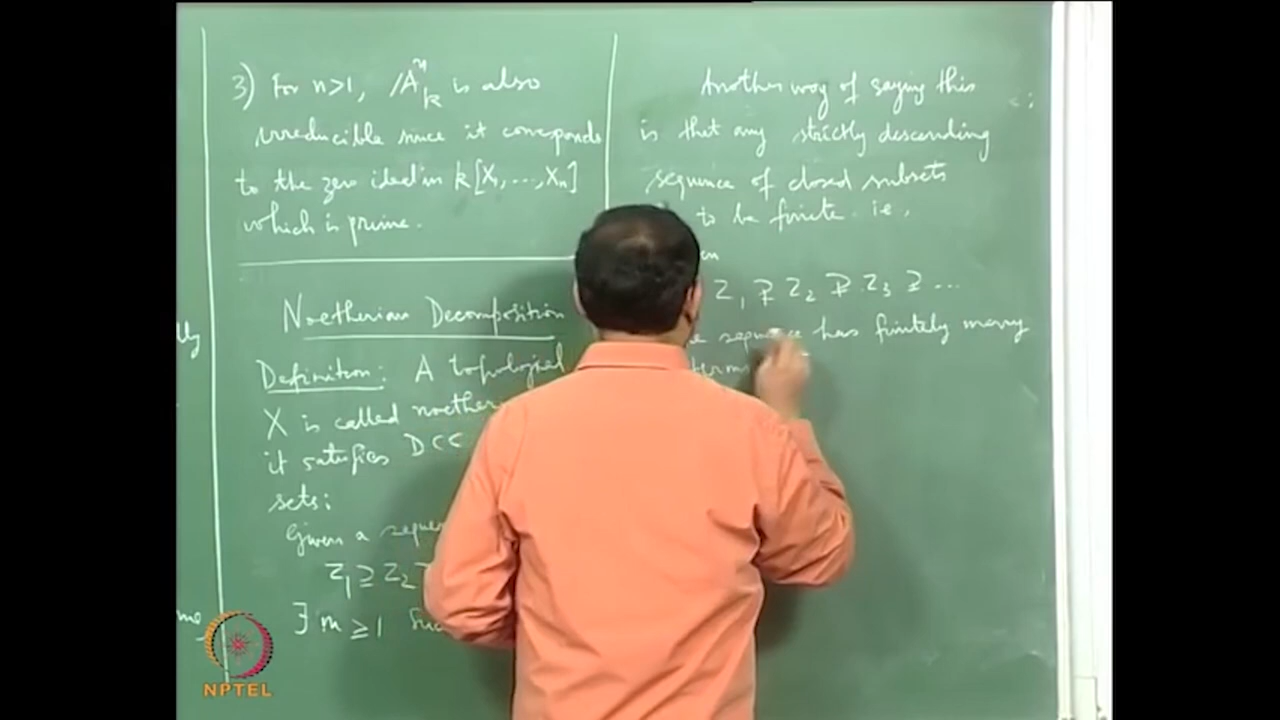 3) For n>1, /A^n_k is also
irreducible since it corresponds
to the zero ideal in k[X₁,...,Xₙ]
which is prime.
Noetherian Decomposition
Definition: A topological
X is called noether
it satisfies DCC
sets:
Given a seque
Z₁ ⊇ Z₂
∃ m ≥ 1 Suc
Another way of saying this
is that any strictly descending
sequence of closed subsets
to be finite. i.e.,
en
Z₁ ⊋ Z₂ ⊋ Z₃ ⊋ ...
e sequence has finitely many
terms
NPTEL